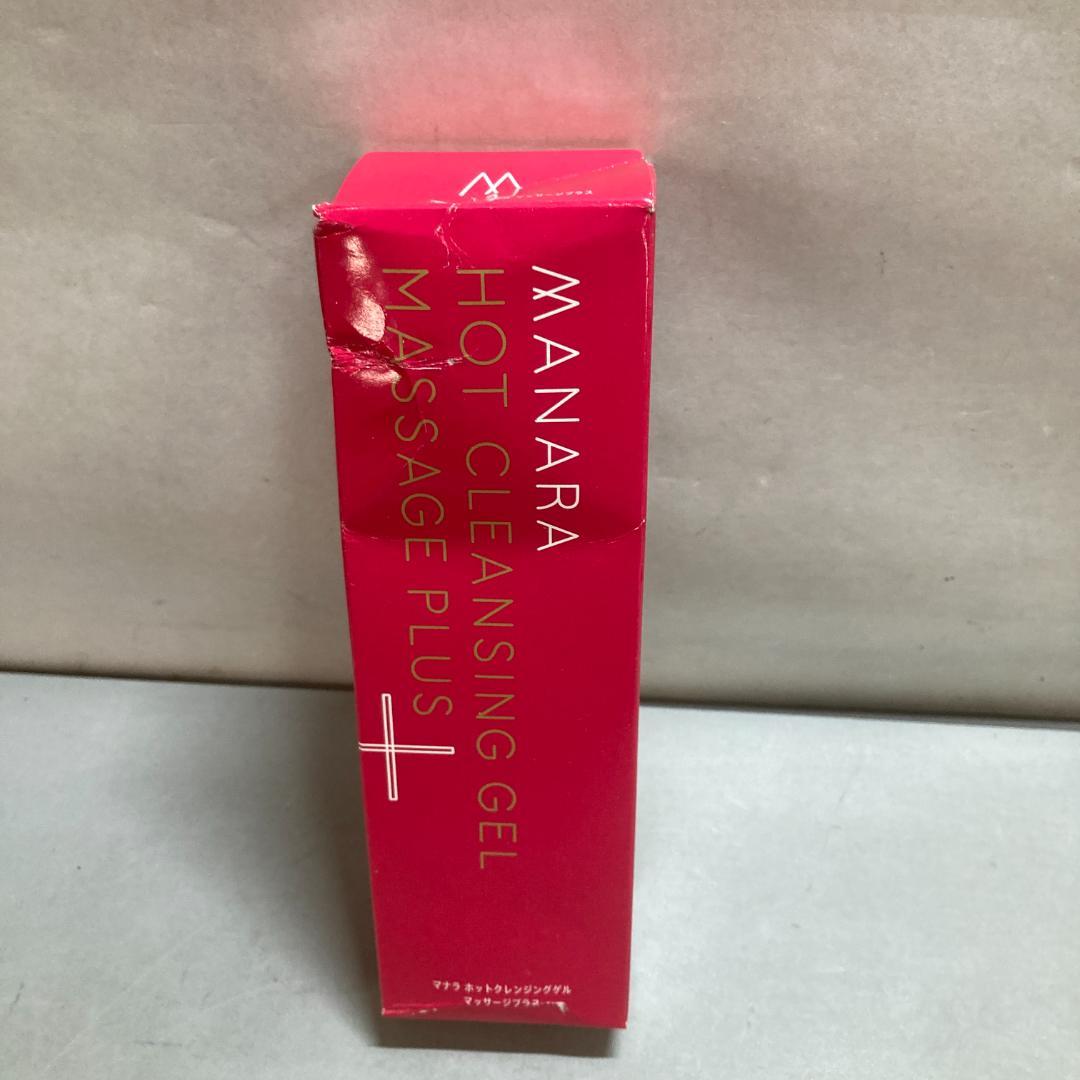 MANARA
HOT CLEANSING GEL
MASSAGE PLUS
マナラ ホットクレンジングゲル
マッサージプラス